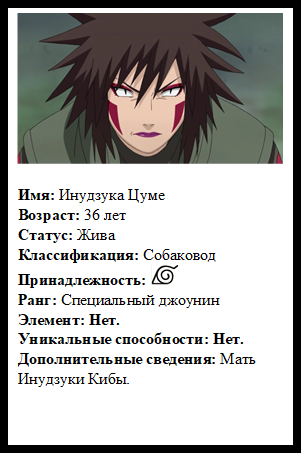 Имя: Инудзука Цуме
Возраст: 36 лет
Статус: Жива
Классификация: Собаковод
Принадлежность:
Ранг: Специальный джоунин
Элемент: Нет.
Уникальные способности: Нет.
Дополнительные сведения: Мать
Инудзуки Кибы.